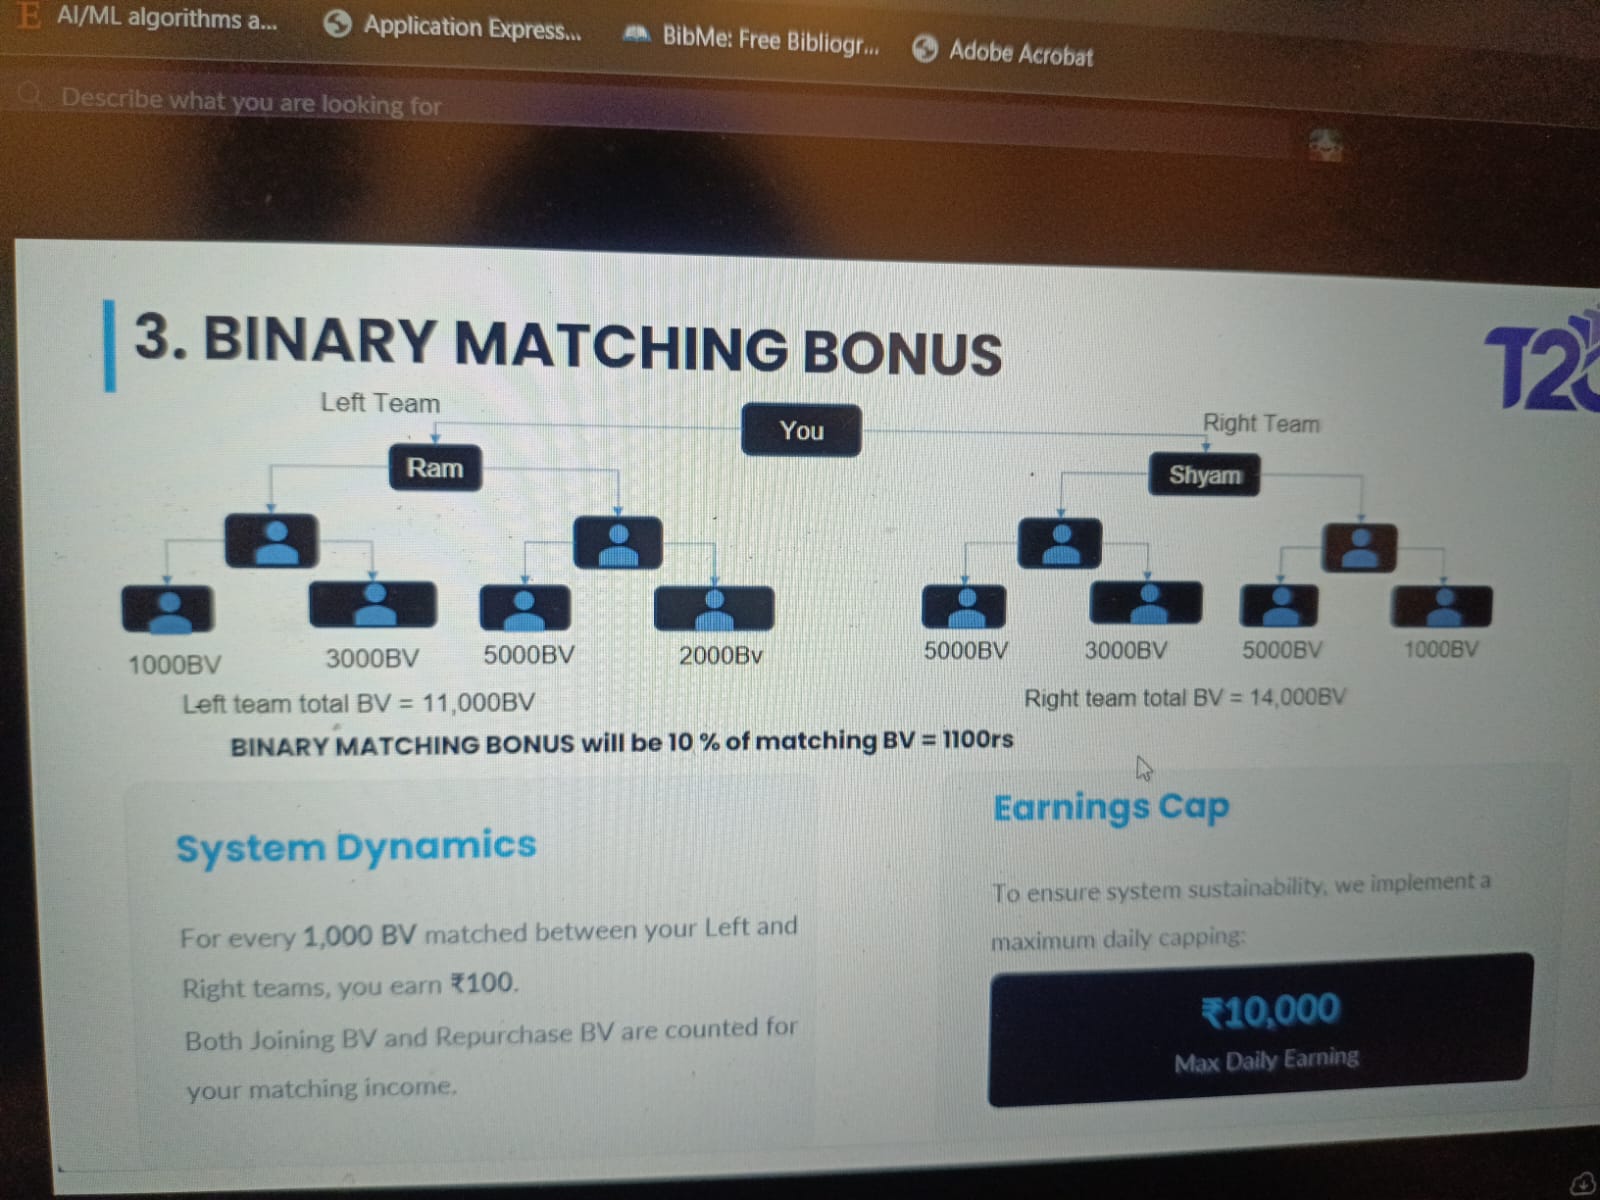 E AI/ML algorithms a...
Application Express...
BibMe: Free Bibliogr...
Adobe Acrobat
Describe what you are looking for
3. BINARY MATCHING BONUS
T20
Left Team
You
Right Team
Ram
Shyam
1000BV
3000BV
5000BV
2000Bv
5000BV
3000BV
5000BV
1000BV
Left team total BV = 11,000BV
Right team total BV = 14,000BV
BINARY MATCHING BONUS will be 10 % of matching BV = 1100rs
System Dynamics
For every 1,000 BV matched between your Left and
Right teams, you earn ₹100.
Both Joining BV and Repurchase BV are counted for
your matching income.
Earnings Cap
To ensure system sustainability, we implement a
maximum daily capping:
₹10,000
Max Daily Earning